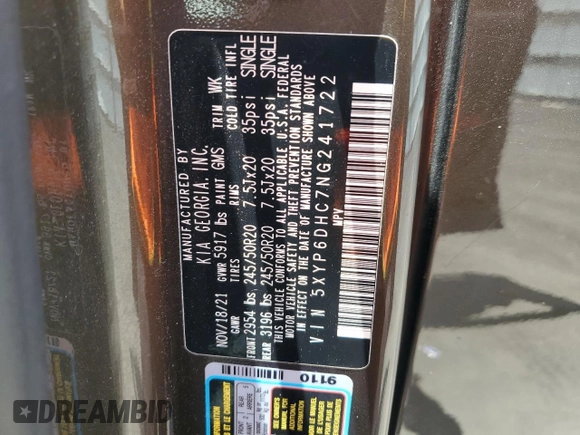 MANUFACTURED BY
KIA GEORGIA, INC.
NOV/18/21 GVWR 5917 lbs PAINT GMS TRIM WK
GAWR TIRES RIMS COLD TIRE INFL
FRONT 2954 lbs 245/50R20 7.5Jx20 35psi SINGLE
REAR 3196 lbs 245/50R20 7.5Jx20 35psi SINGLE
THIS VEHICLE CONFORMS TO ALL APPLICABLE U.S.A. FEDERAL
MOTOR VEHICLE SAFETY AND THEFT PREVENTION STANDARDS
IN EFFECT ON THE DATE OF MANUFACTURE SHOWN ABOVE
VIN 5XYP6DHC7NG241722
MPV
9110
DREAMBID